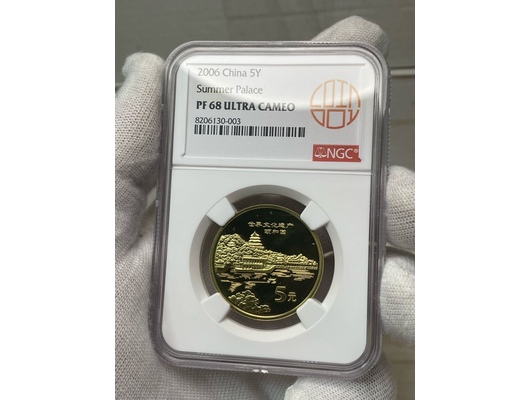 2006 China 5Y
Summer Palace
PF 68 ULTRA CAMEO
8206130-003
NGC
世界文化遗产
颐和园
5元